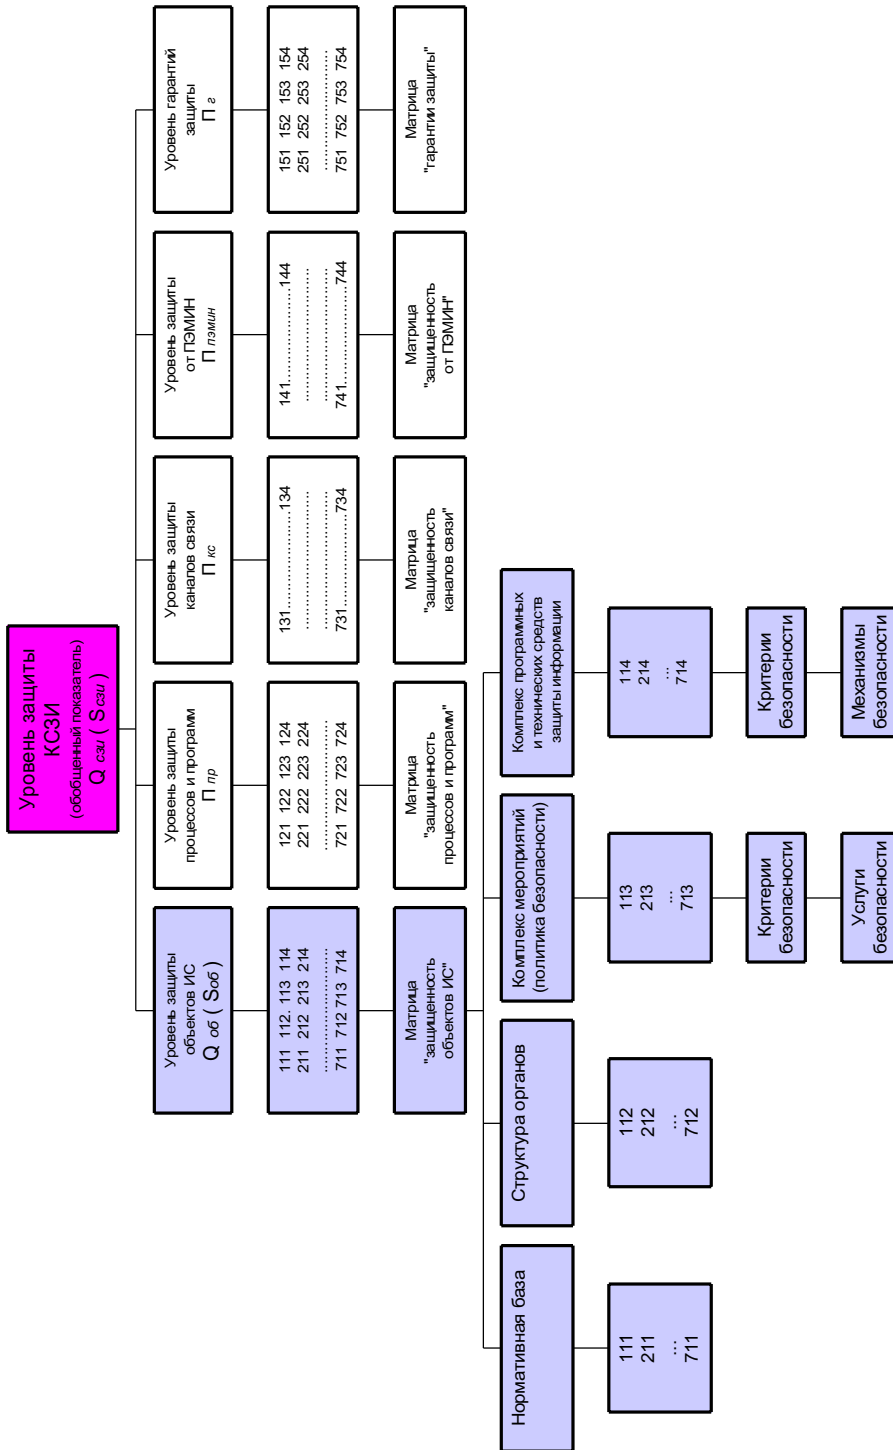 Уровень защиты
КСЗИ
(обобщенный показатель)
Q сзи ( S сзи )
Уровень защиты
объектов ИС
Q об ( Sоб )
Уровень защиты
процессов и программ
П пр
Уровень защиты
каналов связи
П кс
Уровень защиты
от ПЭМИН
П пэмин
Уровень гарантий
защиты
П г
111 112. 113 114
211 212 213 214
................................
711 712 713 714
121 122 123 124
221 222 223 224
................................
721 722 723 724
131........................134
................................
................................
731........................734
141........................144
................................
................................
741........................744
151 152 153 154
251 252 253 254
................................
751 752 753 754
Матрица
"защищенность
объектов ИС"
Матрица
"защищенность
процессов и программ"
Матрица
"защищенность
каналов связи"
Матрица
"защищенность
от ПЭМИН"
Матрица
"гарантии защиты"
Нормативная база
Структура органов
Комплекс мероприятий
(политика безопасности)
Комплекс программных
и технических средств
защиты информации
111
211
...
711
112
212
...
712
113
213
...
713
114
214
...
714
Критерии
безопасности
Критерии
безопасности
Услуги
безопасности
Механизмы
безопасности